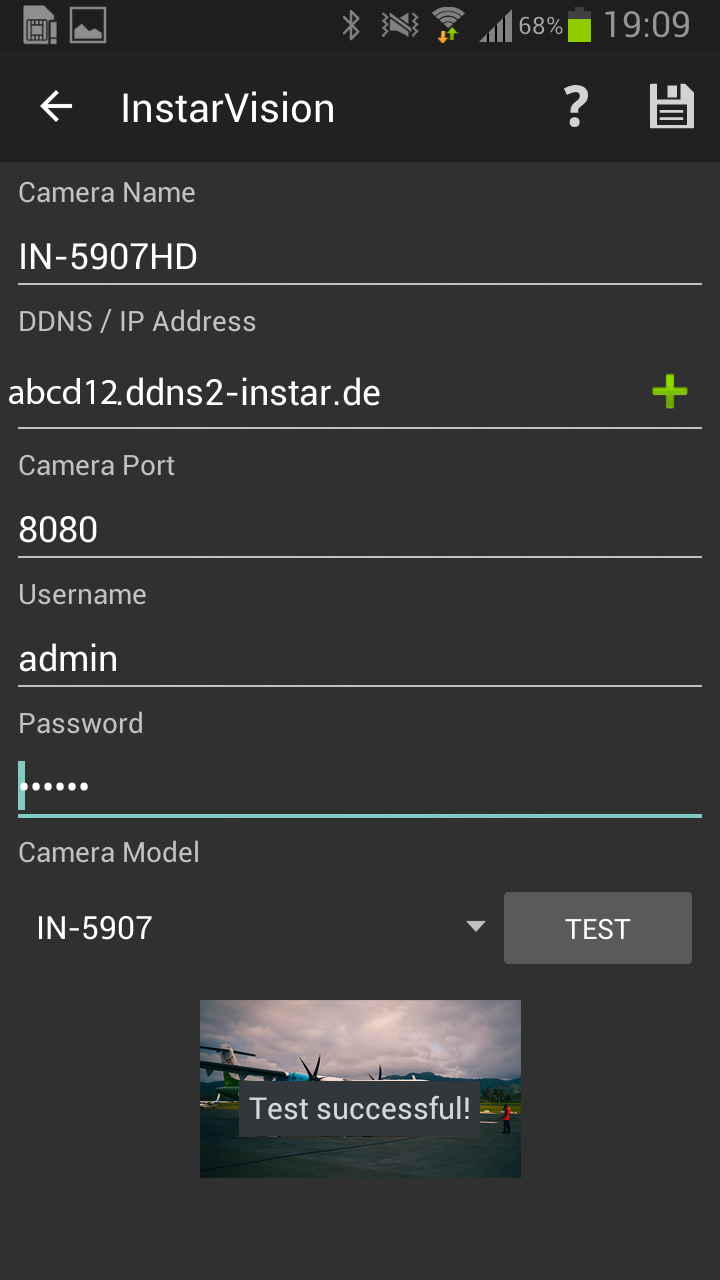 68% 19:09
InstarVision ?
Camera Name
IN-5907HD
DDNS / IP Address
abcd12.ddns2-instar.de
Camera Port
8080
Username
admin
Password
••••••
Camera Model
IN-5907 TEST
Test successful!